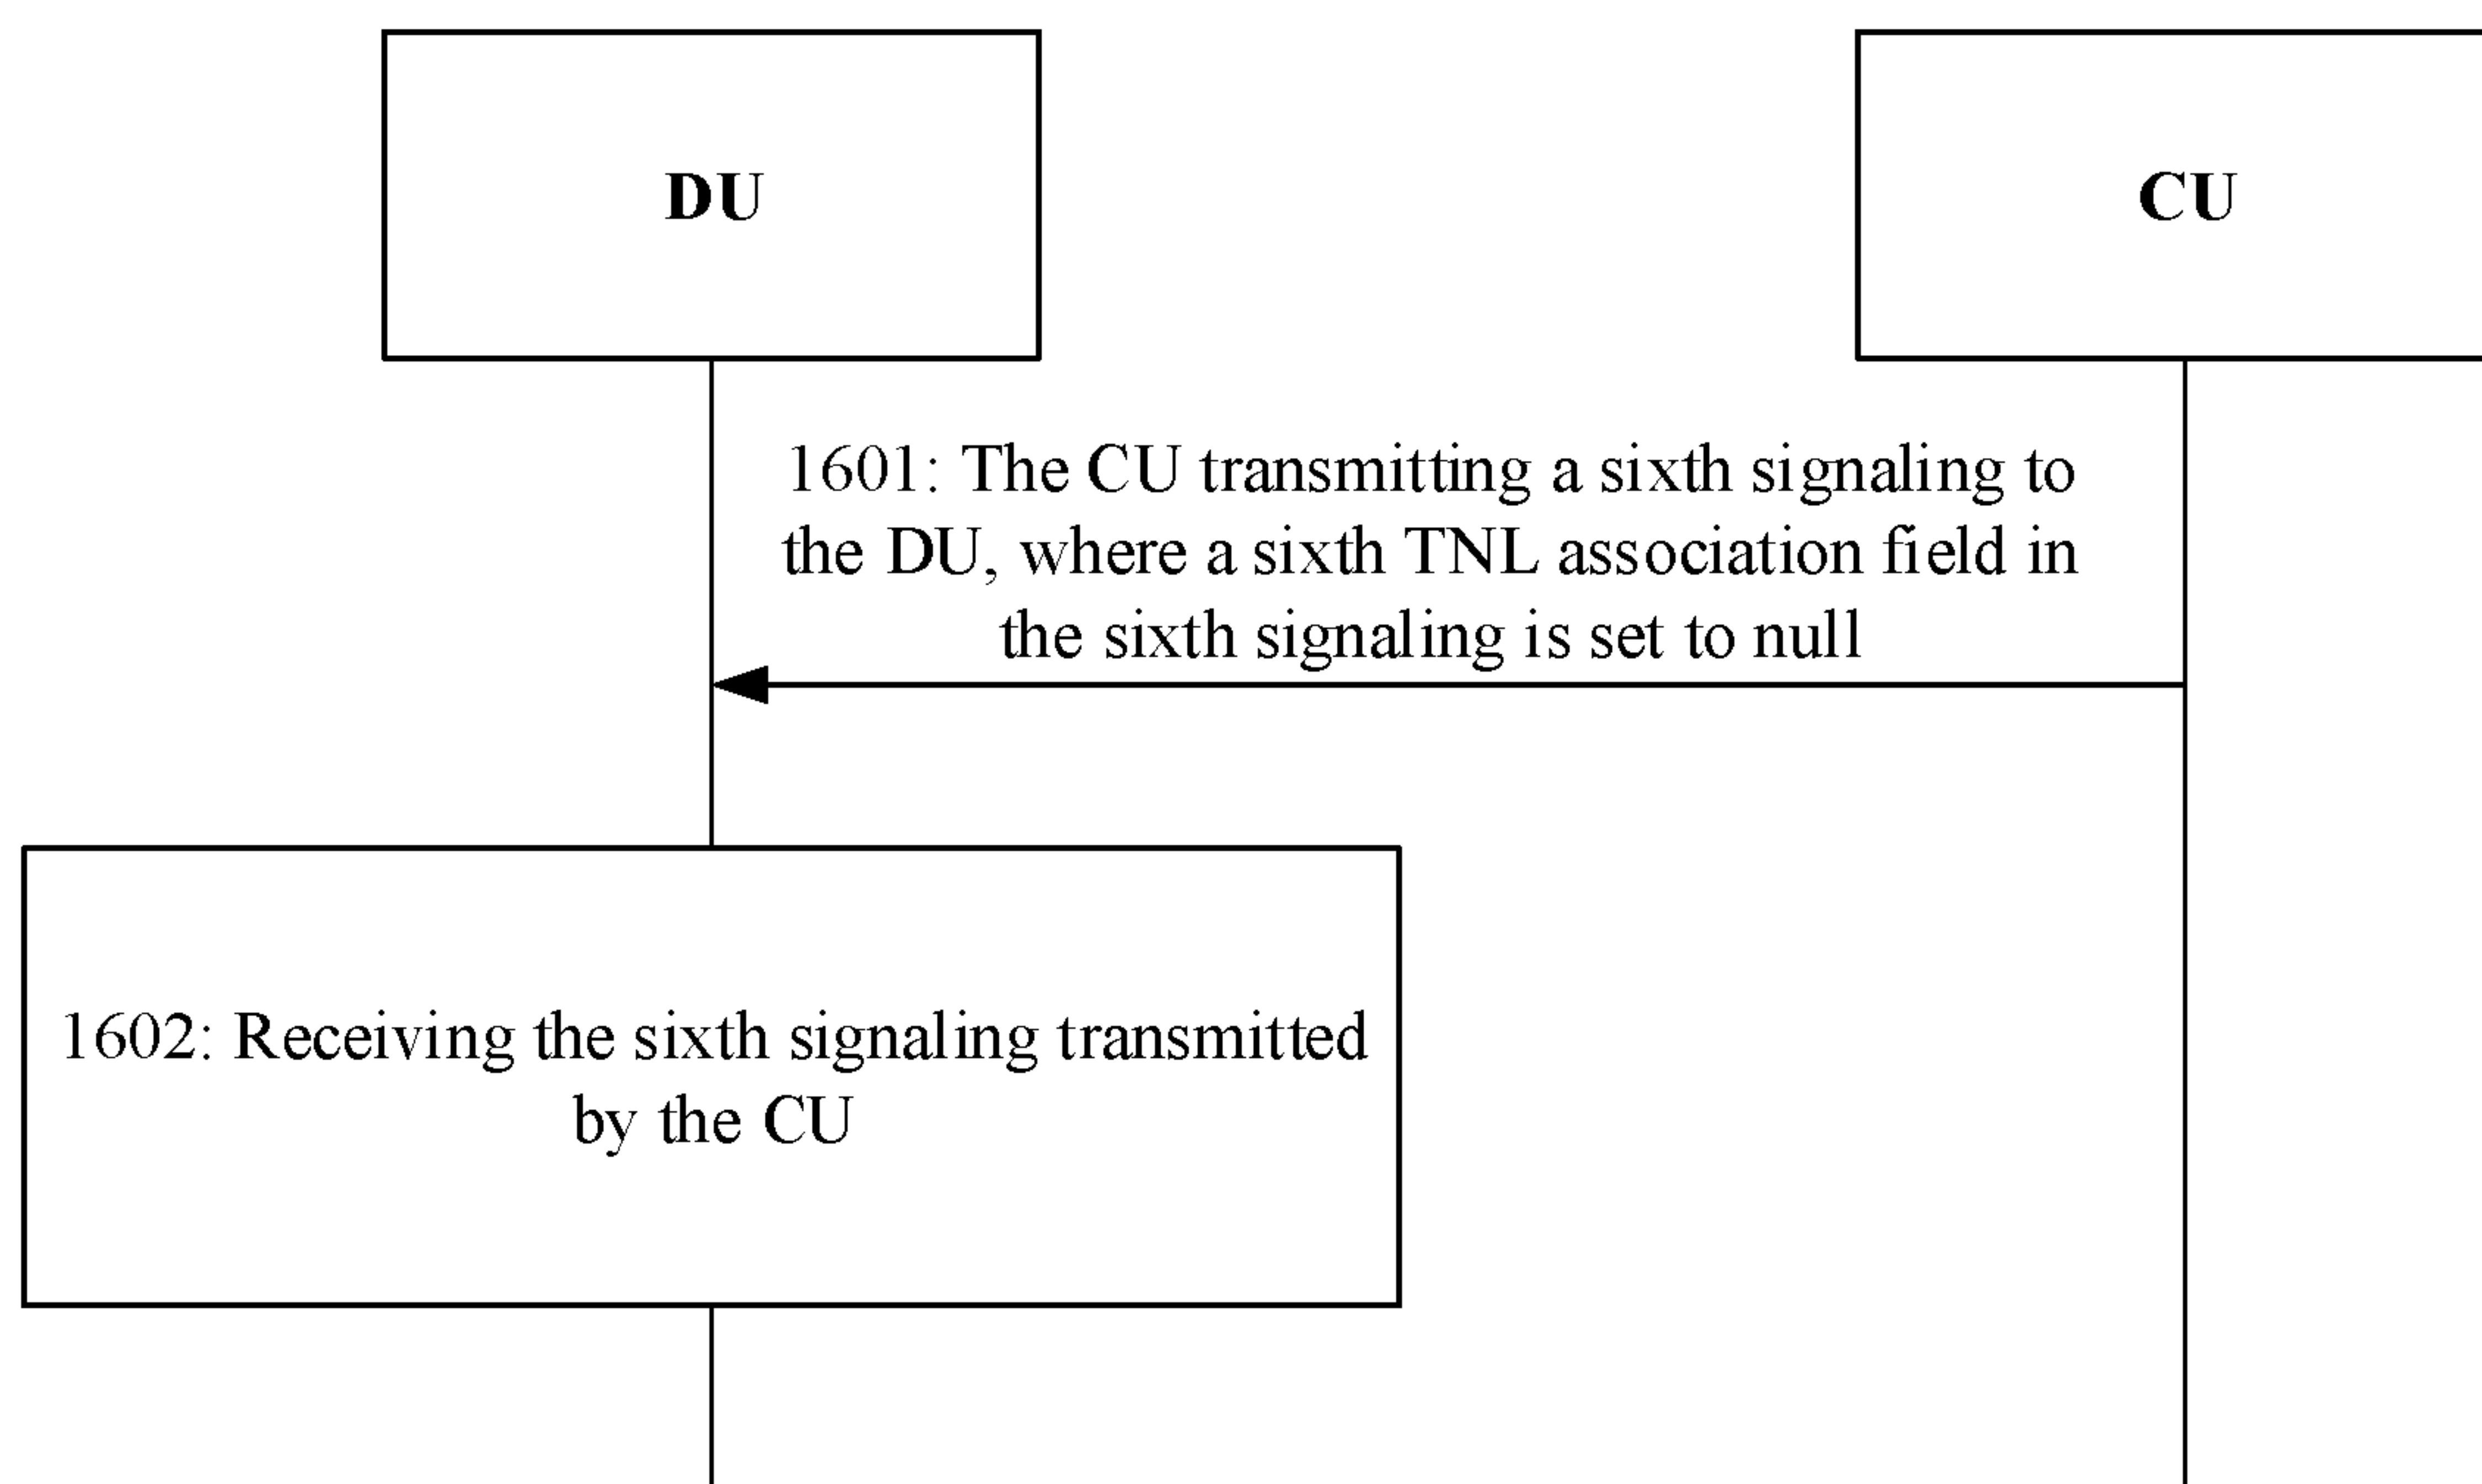 DU
CU
1601: The CU transmitting a sixth signaling to
the DU, where a sixth TNL association field in
the sixth signaling is set to null
1602: Receiving the sixth signaling transmitted
by the CU